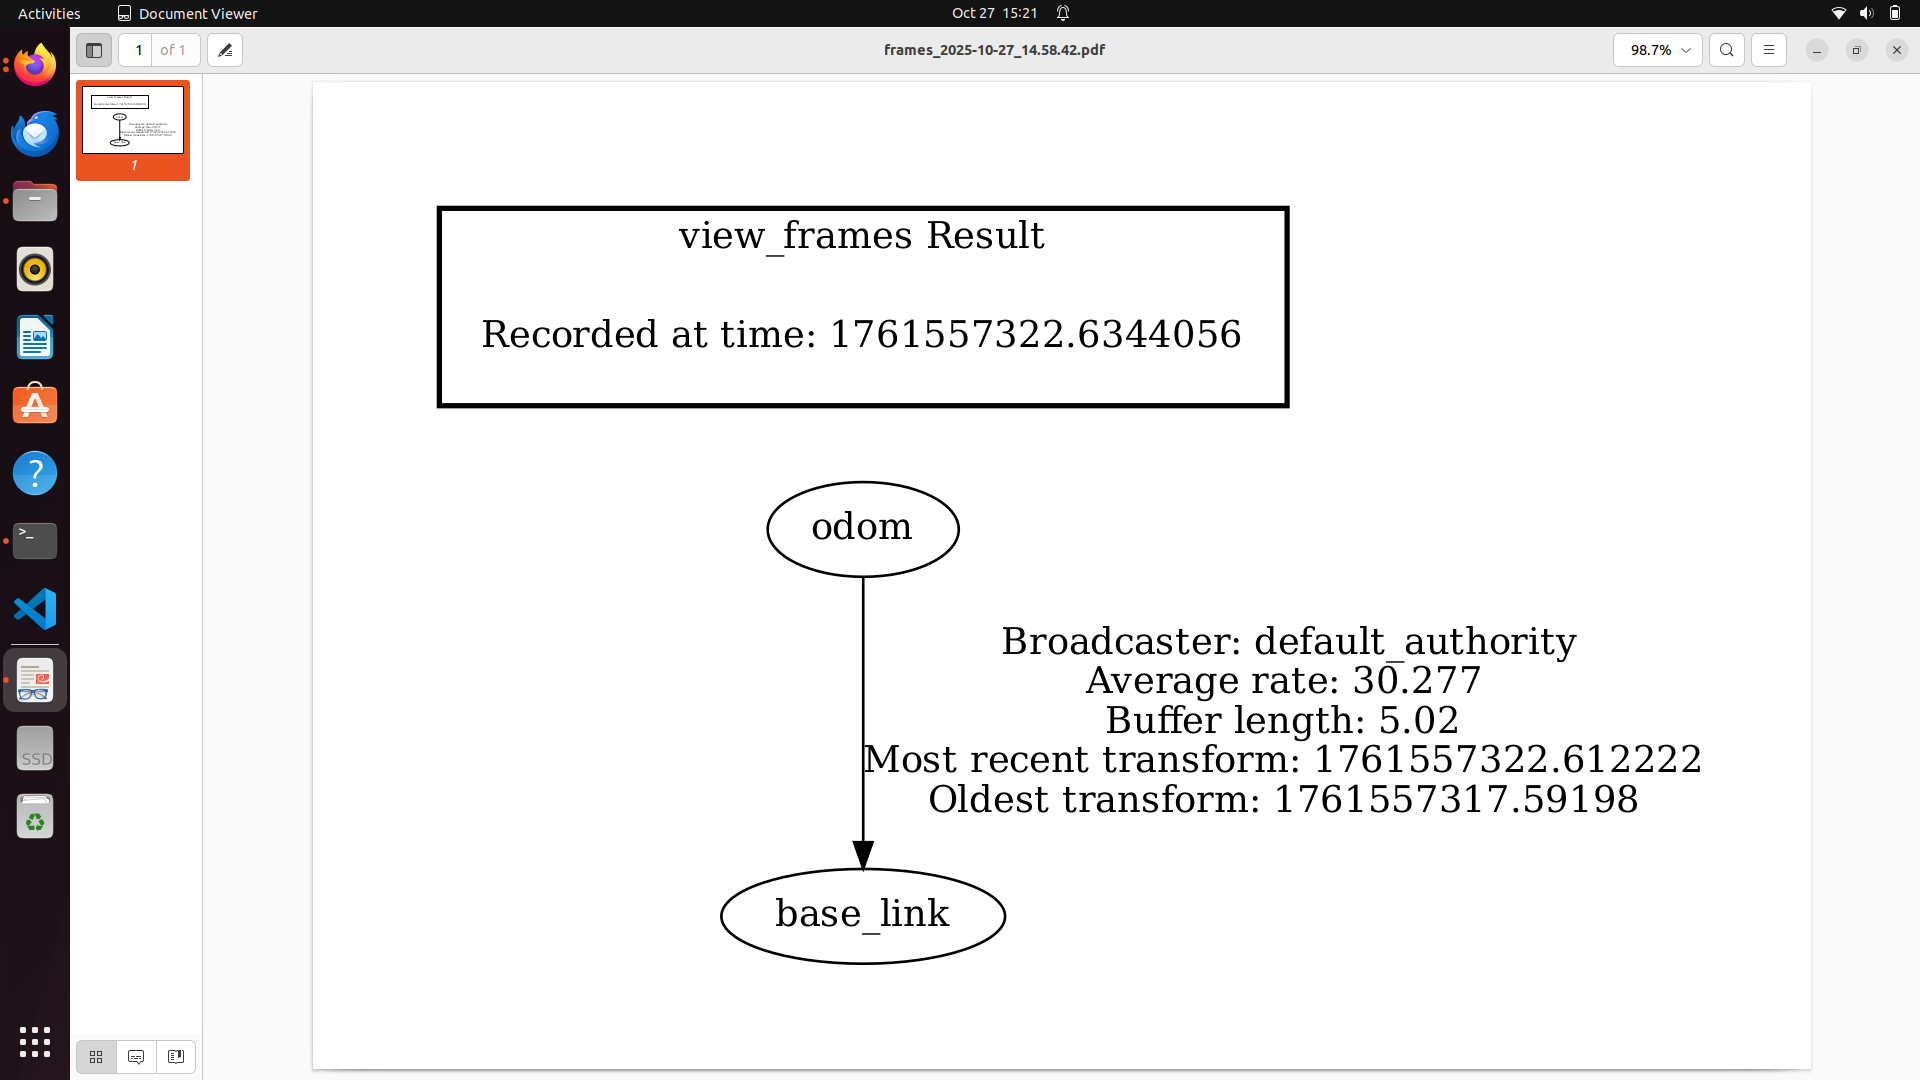 Activities
Document Viewer
Oct 27 15:21
1
of 1
frames_2025-10-27_14.58.42.pdf
98.7%
1
view_frames Result
Recorded at time: 1761557322.6344056
odom
Broadcaster: default_authority
Average rate: 30.277
Buffer length: 5.02
Most recent transform: 1761557322.612222
Oldest transform: 1761557317.59198
base_link
>_
?
SSD